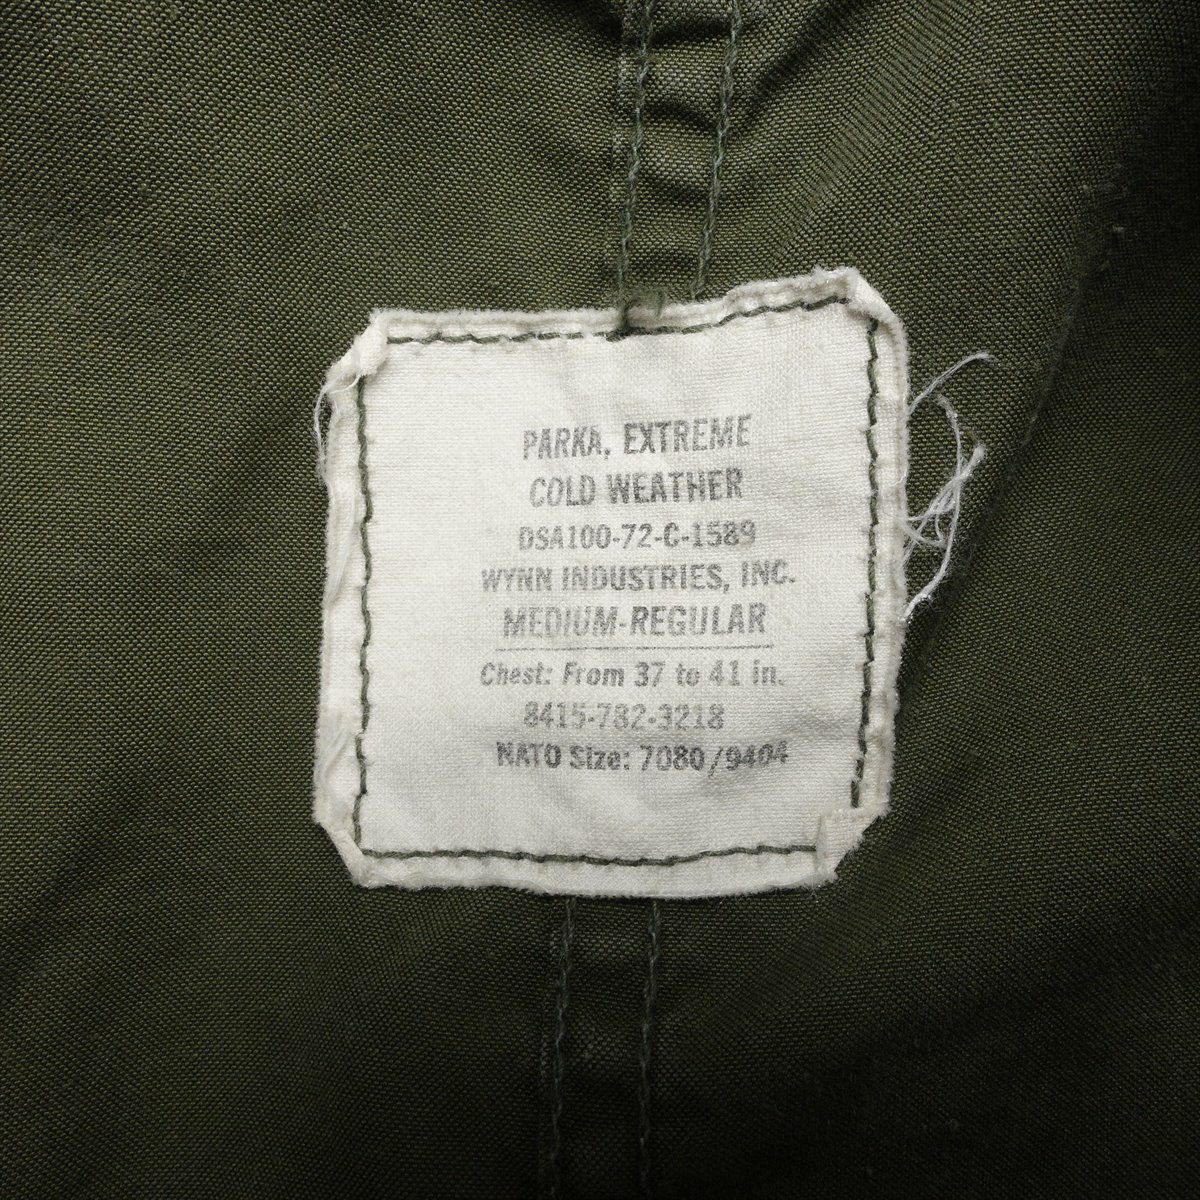 PARKA, EXTREME
COLD WEATHER
DSA100-72-C-1589
WYNN INDUSTRIES, INC.
MEDIUM-REGULAR
Chest: From 37 to 41 in.
8415-782-3218
NATO Size: 7080/9404